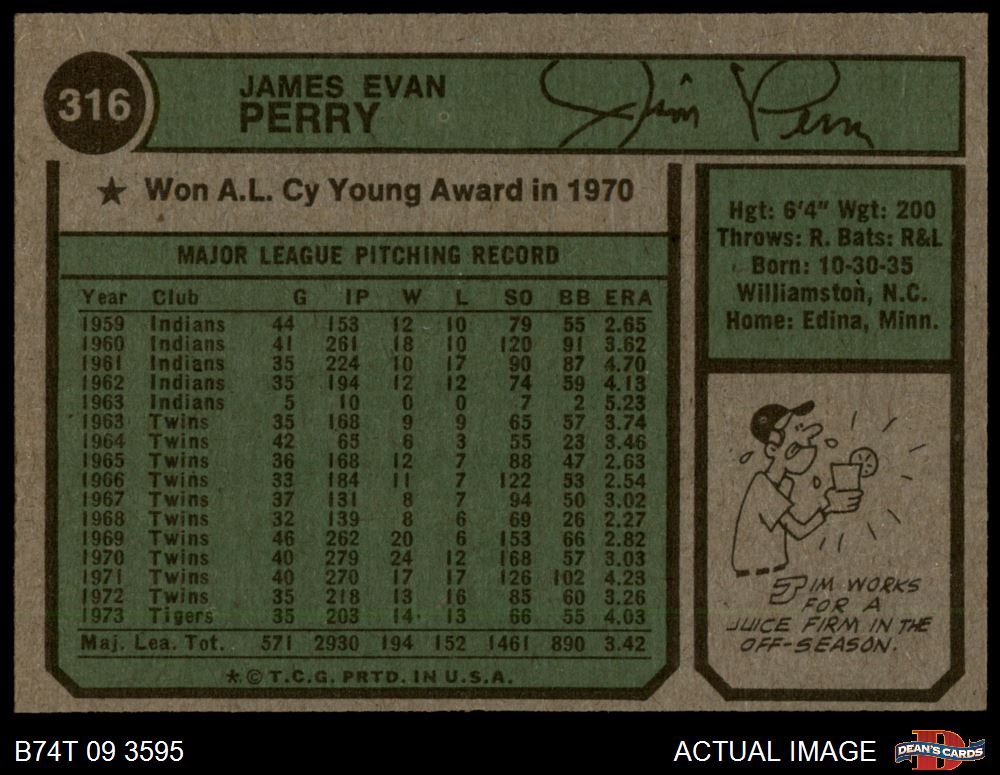 316
JAMES EVAN
PERRY
Jim Perry
★ Won A.L. Cy Young Award in 1970
MAJOR LEAGUE PITCHING RECORD
Year Club G IP W L SO BB ERA
1959 Indians 44 153 12 10 79 55 2.65
1960 Indians 41 261 18 10 120 91 3.62
1961 Indians 35 224 10 17 90 87 4.70
1962 Indians 35 194 12 12 74 59 4.13
1963 Indians 5 10 0 0 7 2 5.23
1963 Twins 35 168 9 9 65 57 3.74
1964 Twins 42 65 6 3 55 23 3.46
1965 Twins 36 168 12 7 88 47 2.63
1966 Twins 33 184 11 7 122 53 2.54
1967 Twins 37 131 8 7 94 50 3.02
1968 Twins 32 139 8 6 69 26 2.27
1969 Twins 46 262 20 6 153 66 2.82
1970 Twins 40 279 24 12 168 57 3.03
1971 Twins 40 270 17 17 126 102 4.23
1972 Twins 35 218 13 16 85 60 3.26
1973 Tigers 35 203 14 13 66 55 4.03
Maj. Lea. Tot. 571 2930 194 152 1461 890 3.42
★ © T.C.G. PRTD. IN U.S.A.
Hgt: 6'4" Wgt: 200
Throws: R. Bats: R&L
Born: 10-30-35
Williamston, N.C.
Home: Edina, Minn.
JIM WORKS
FOR A
JUICE FIRM IN THE
OFF-SEASON.
B74T 09 3595
ACTUAL IMAGE
DEAN'S CARDS